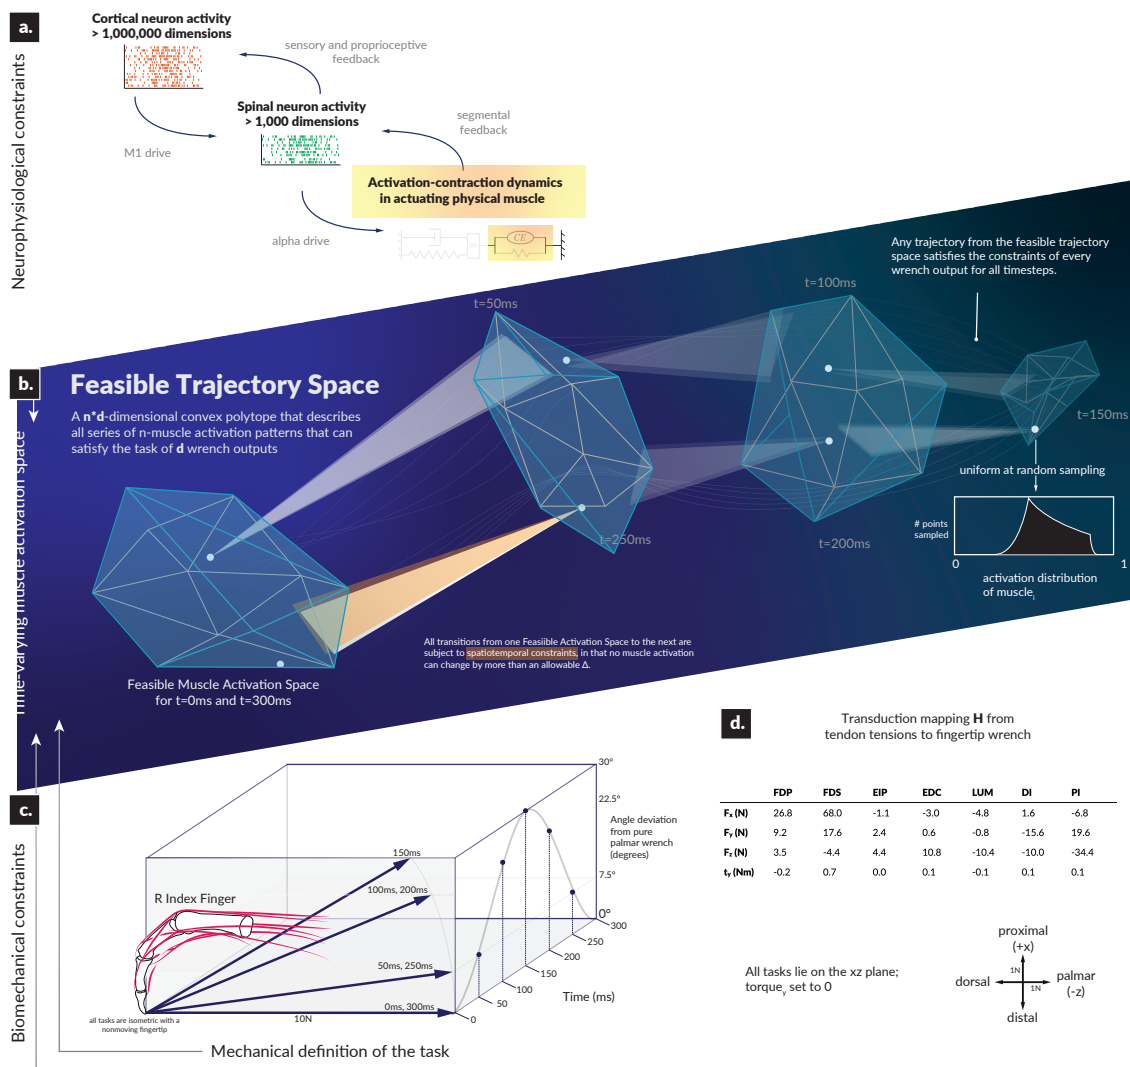 a.
Neurophysiological constraints
Cortical neuron activity
> 1,000,000 dimensions
sensory and proprioceptive
feedback
Spinal neuron activity
> 1,000 dimensions
segmental
feedback
M1 drive
Activation-contraction dynamics
in actuating physical muscle
alpha drive
CE
Any trajectory from the feasible trajectory
space satisfies the constraints of every
wrench output for all timesteps.
t=50ms
t=100ms
b.
Time-varying muscle activation space
Feasible Trajectory Space
A n*d-dimensional convex polytope that describes
all series of n-muscle activation patterns that can
satisfy the task of d wrench outputs
t=150ms
uniform at random sampling
# points
sampled
0
1
activation distribution
of muscle i
t=250ms
t=200ms
All transitions from one Feasiible Activation Space to the next are
subject to spatiotemporal constraints, in that no muscle activation
can change by more than an allowable Δ.
Feasible Muscle Activation Space
for t=0ms and t=300ms
c.
Biomechanical constraints
30°
22.5°
Angle deviation
from pure
palmar wrench
(degrees)
7.5°
0°
150ms
100ms, 200ms
R Index Finger
50ms, 250ms
0ms, 300ms
10N
all tasks are isometric with a
nonmoving fingertip
0
50
100
150
200
250
300
Time (ms)
Mechanical definition of the task
d.
Transduction mapping H from
tendon tensions to fingertip wrench
FDP FDS EIP EDC LUM DI PI
Fx (N) 26.8 68.0 -1.1 -3.0 -4.8 1.6 -6.8
Fy (N) 9.2 17.6 2.4 0.6 -0.8 -15.6 19.6
Fz (N) 3.5 -4.4 4.4 10.8 -10.4 -10.0 -34.4
ty (Nm) -0.2 0.7 0.0 0.1 -0.1 0.1 0.1
All tasks lie on the xz plane;
torque y set to 0
proximal
(+x)
1N
dorsal
1N
palmar
(-z)
distal